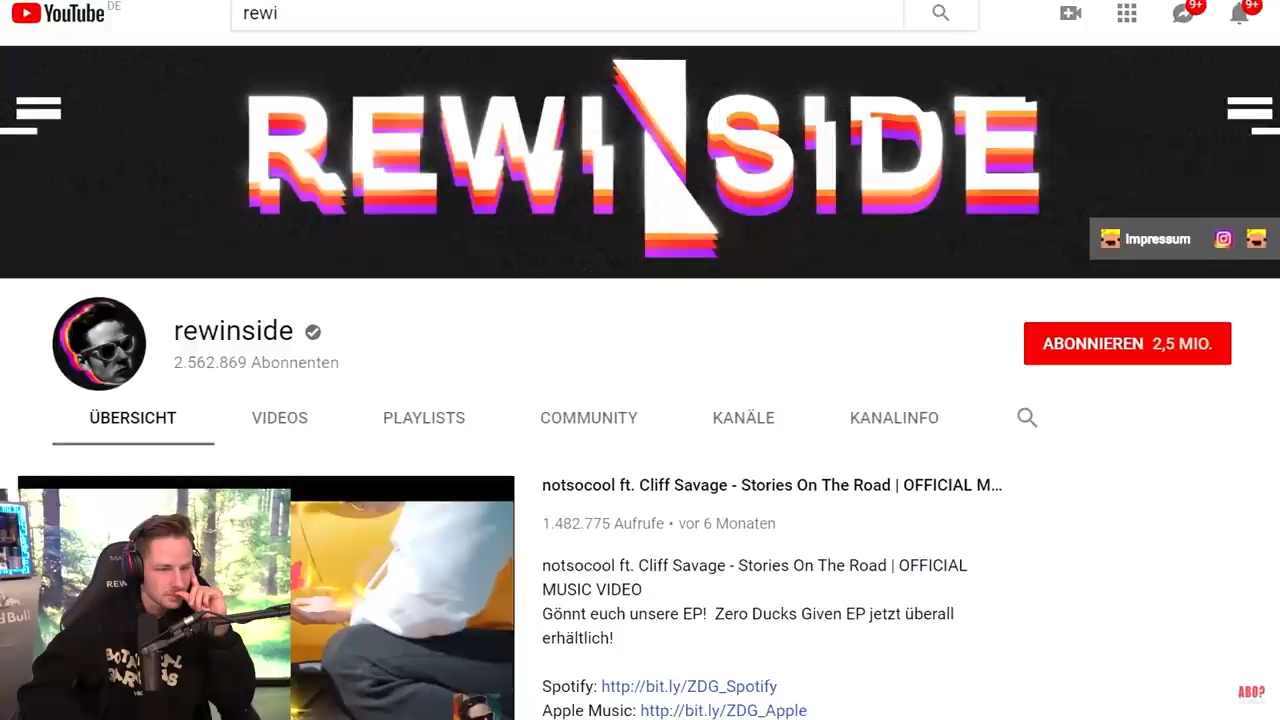 YouTube DE
rewi
9+
9+
REWINSIDE
Impressum
rewinside
2.562.869 Abonnenten
ABONNIEREN 2,5 MIO.
ÜBERSICHT
VIDEOS
PLAYLISTS
COMMUNITY
KANÄLE
KANALINFO
notsocool ft. Cliff Savage - Stories On The Road | OFFICIAL M...
1.482.775 Aufrufe • vor 6 Monaten
notsocool ft. Cliff Savage - Stories On The Road | OFFICIAL
MUSIC VIDEO
Gönnt euch unsere EP! Zero Ducks Given EP jetzt überall
erhältlich!
Spotify: http://bit.ly/ZDG_Spotify
Apple Music: http://bit.ly/ZDG_Apple
ABO?